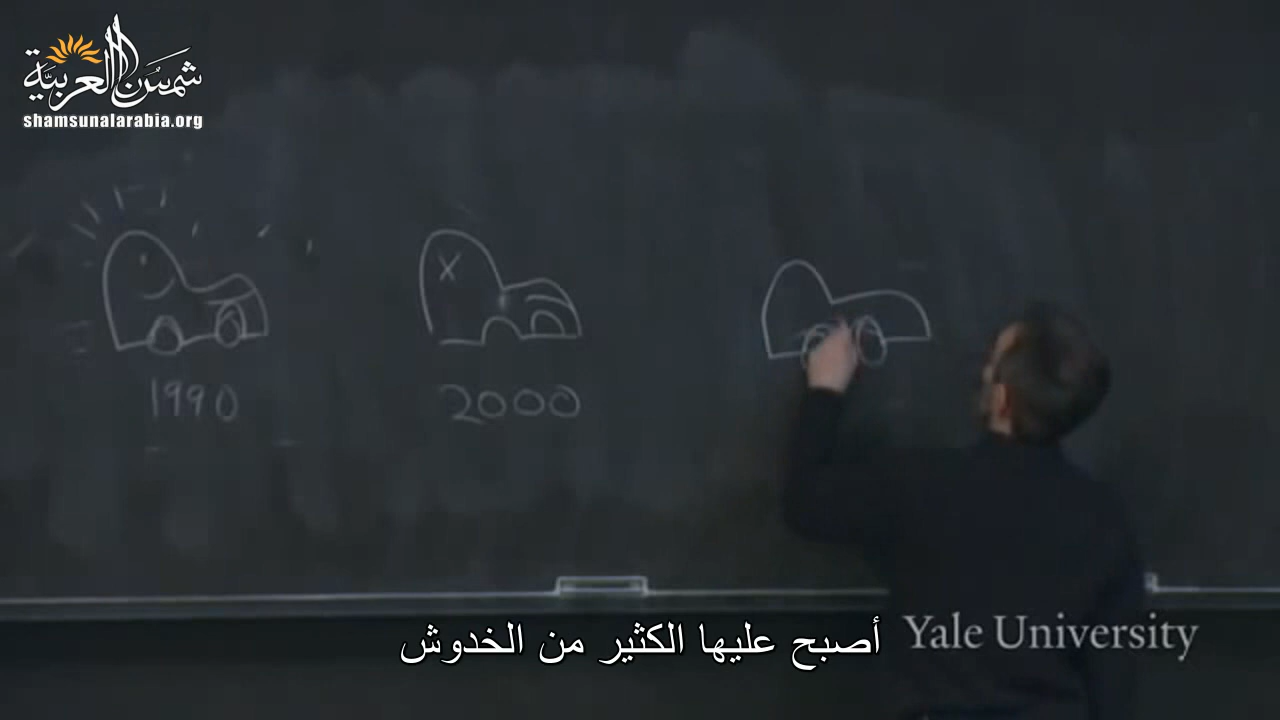 شمس العربية
shamsunalarabia.org
X
1990
2000
أصبح عليها الكثير من الخدوش
Yale University